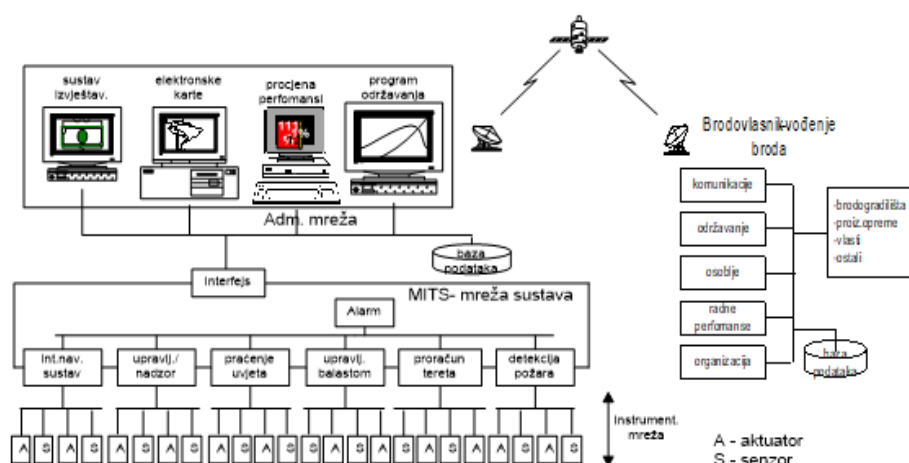 sustav
izvještav.
elektronske
karte
procjena
perfomansi
program
održavanja
Adm. mreža
baza
podataka
Interfejs
MITS- mreža sustava
Alarm
Int.nav.
sustav
upravlj./
nadzor
praćenje
uvjeta
upravlj.
balastom
proračun
tereta
detekcija
požara
A S A S A S A S A A S S A S A S A S A A A S A S
Instrument.
mreža
Brodovlasnik-vođenje
broda
komunikacije
održavanje
osoblje
radne
perfomanse
organizacija
-brodogradilišta
-proiz.opreme
-vlasti
-ostali
baza
podataka
A - aktuator
S - senzor